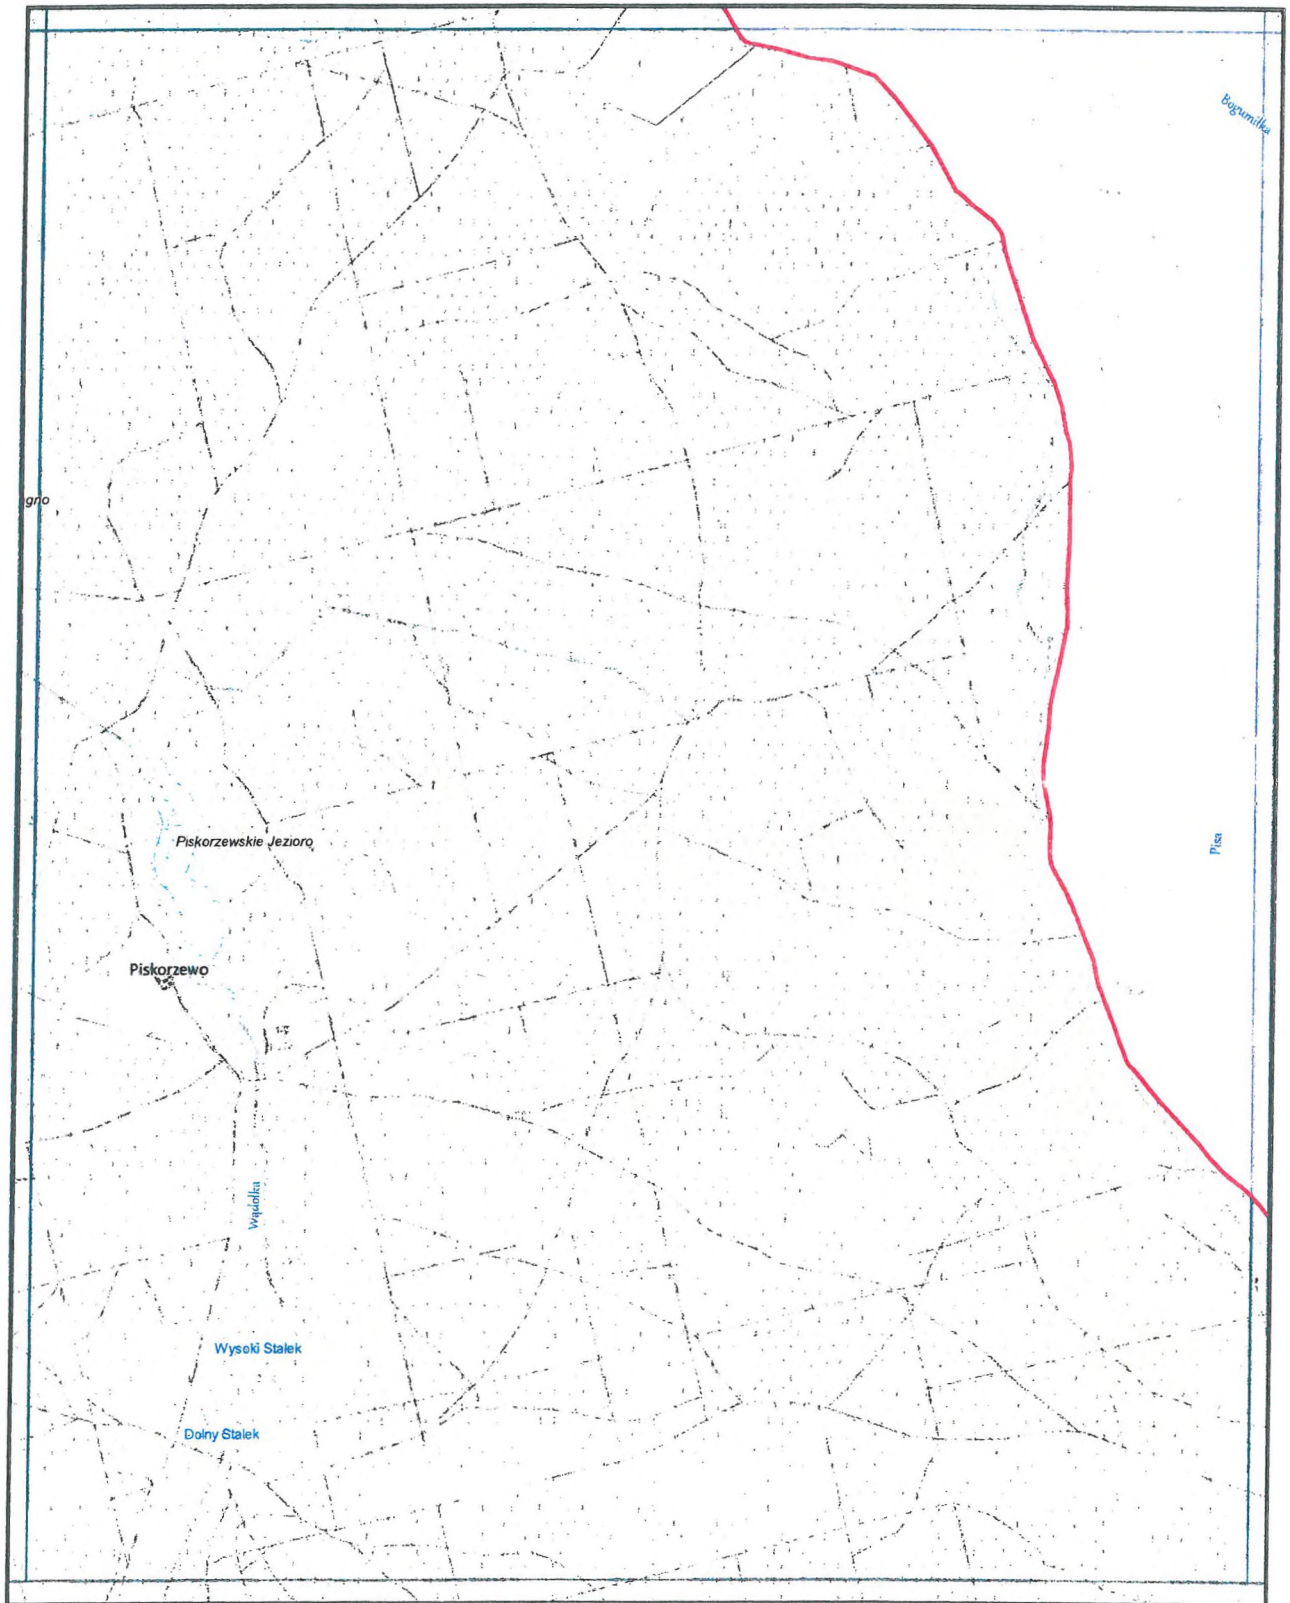 Bogumiłka
gno
Pisa
Piskorzewskie Jezioro
Piskorzewo
Wądołka
Wysoki Stalek
Dolny Stalek